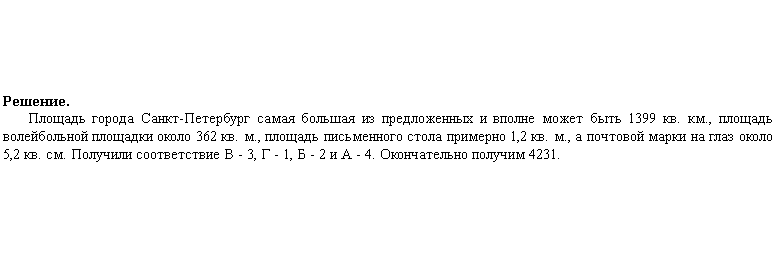 Решение.
Площадь города Санкт-Петербург самая большая из предложенных и вполне может быть 1399 кв. км., площадь
волейбольной площадки около 362 кв. м., площадь письменного стола примерно 1,2 кв. м., а почтовой марки на глаз около
5,2 кв. см. Получили соответствие В - 3, Г - 1, Б - 2 и А - 4. Окончательно получим 4231.